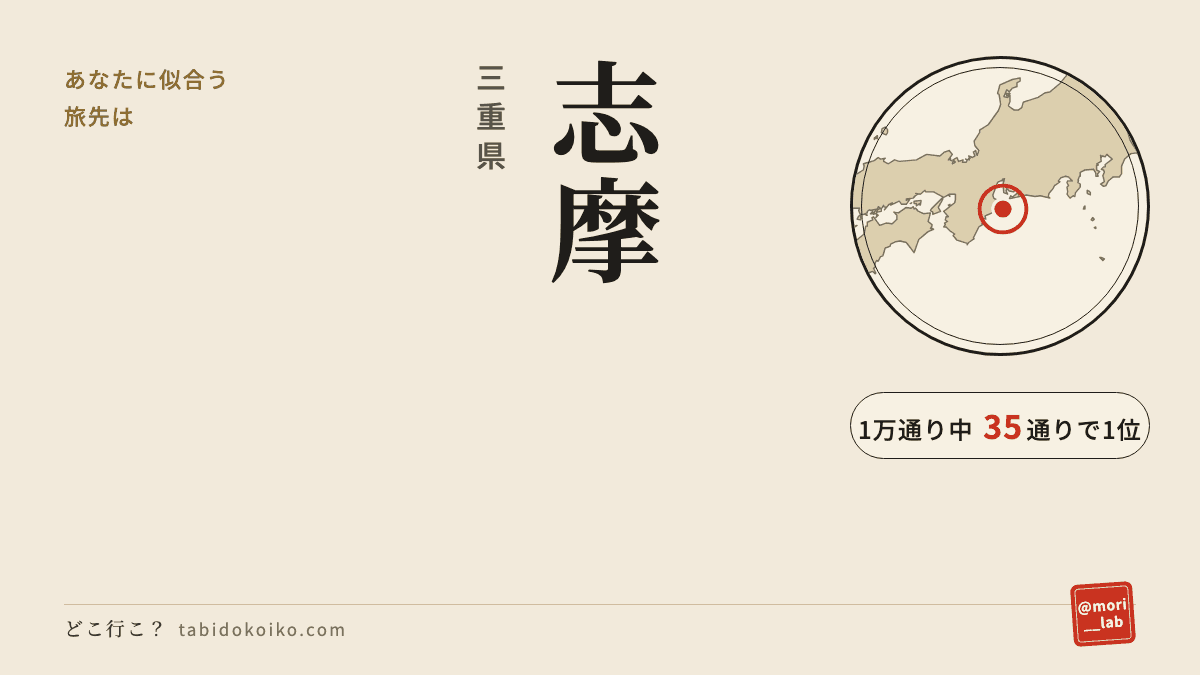 あなたに似合う
旅先は
志摩
三重県
1万通り中 35通りで1位
どこ行こ? tabidokoiko.com
@mori
__lab